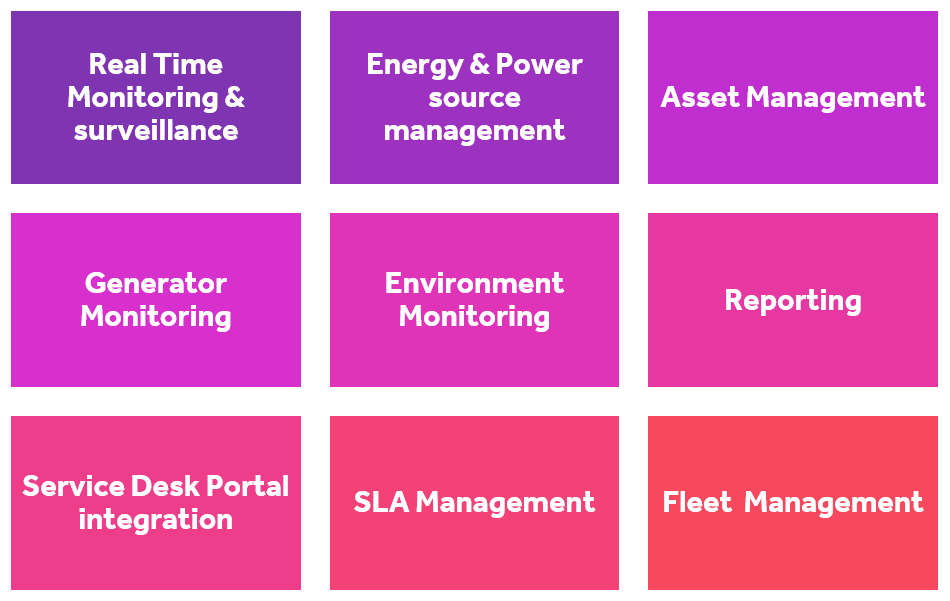 Real Time
Monitoring &
surveillance
Energy & Power
source
management
Asset Management
Generator
Monitoring
Environment
Monitoring
Reporting
Service Desk Portal
integration
SLA Management
Fleet  Management